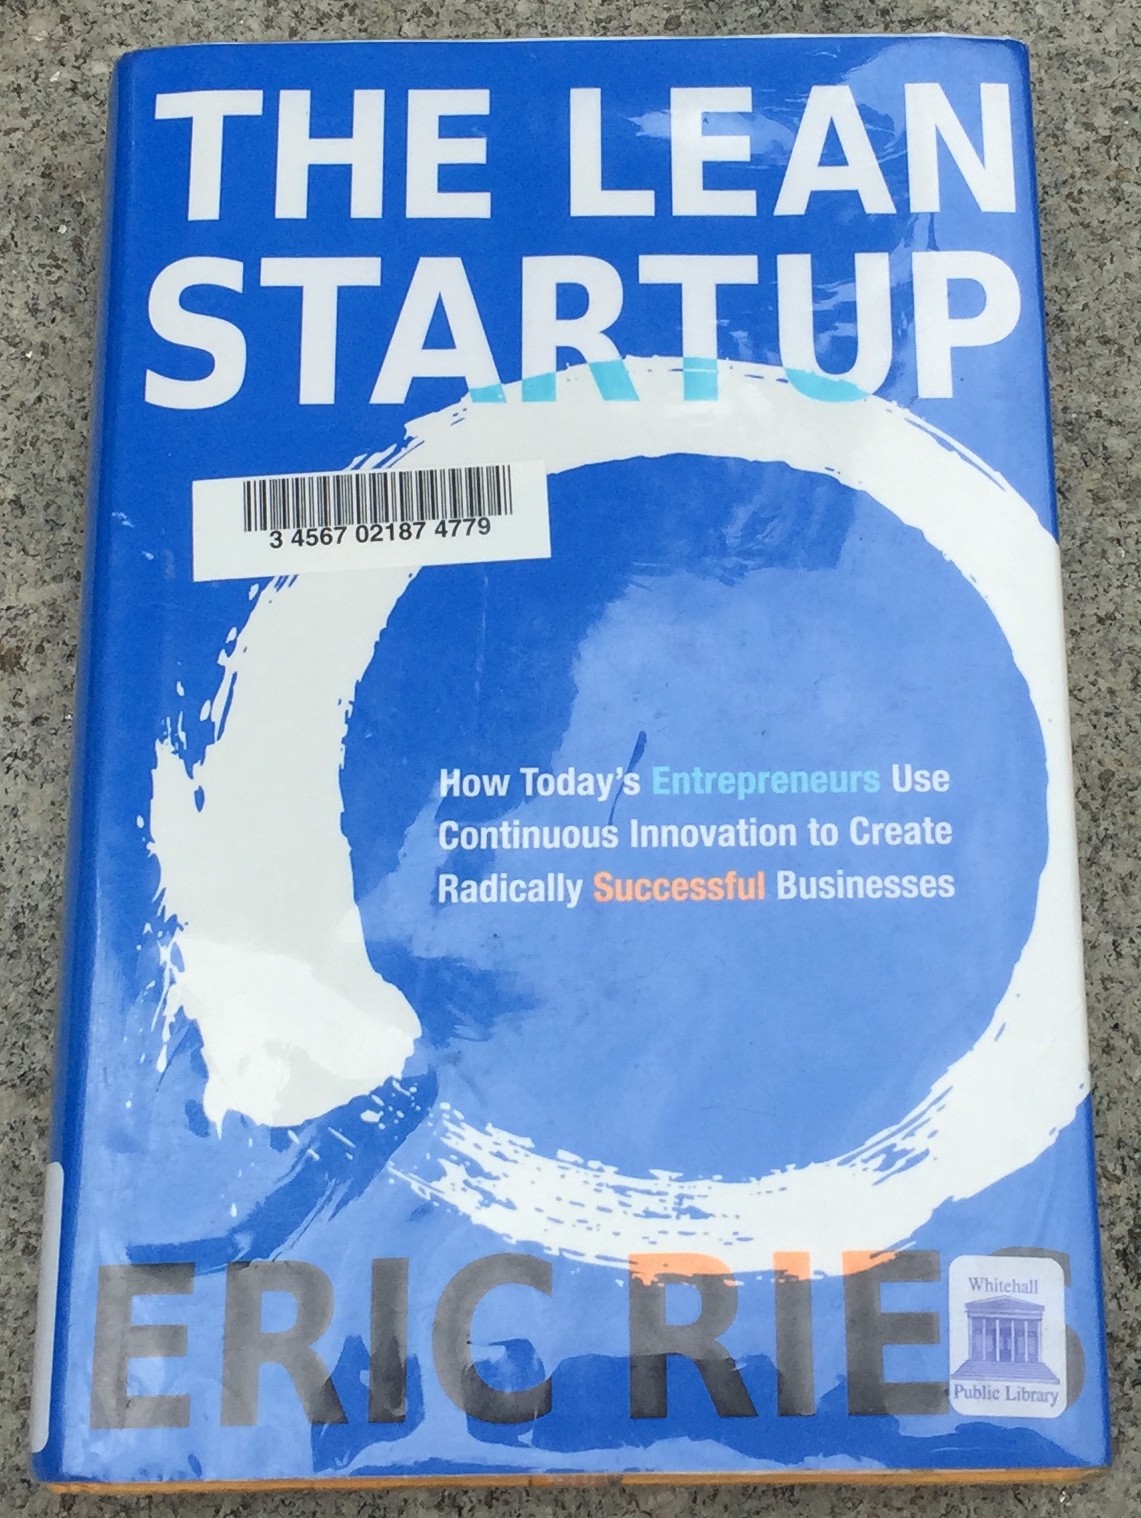 THE LEAN
STARTUP
3 4567 02187 4779
How Today's Entrepreneurs Use
Continuous Innovation to Create
Radically Successful Businesses
ERIC RIES
Whitehall
Public Library